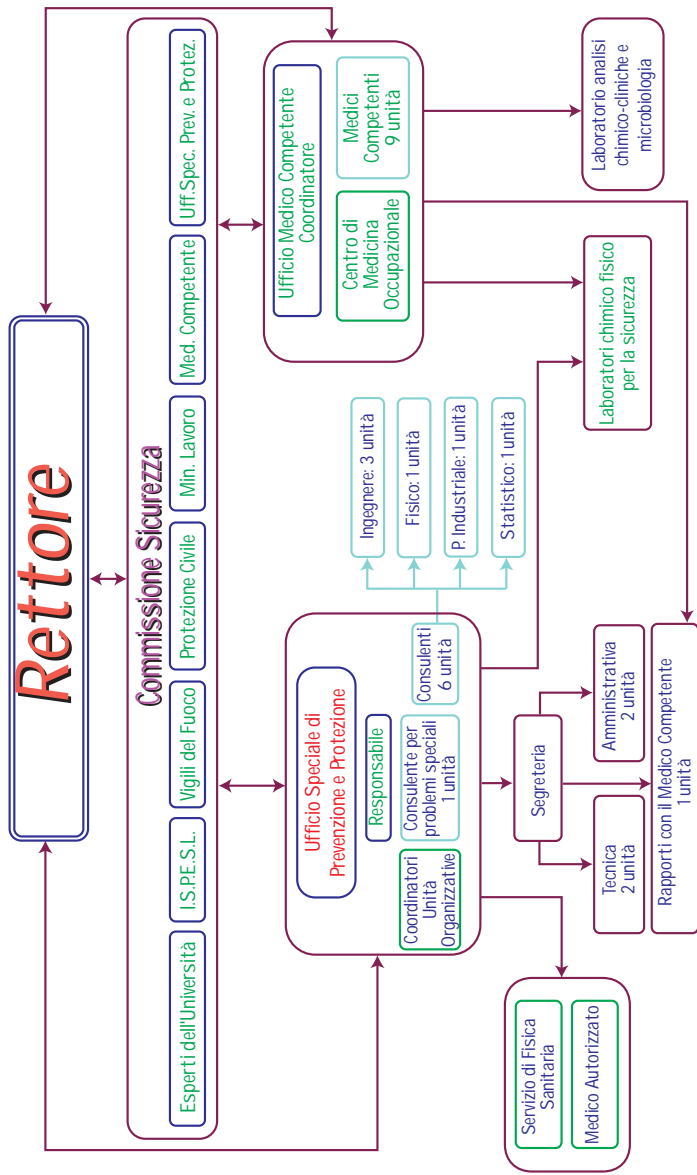 Rettore
Commissione Sicurezza
Esperti dell'Università
I.S.P.E.S.L.
Vigili del Fuoco
Protezione Civile
Min. Lavoro
Med. Competente
Uff.Spec. Prev. e Protez.
Ufficio Speciale di
Prevenzione e Protezione
Responsabile
Coordinatori
Unità
Organizzative
Consulente per
problemi speciali
1 unità
Consulenti
6 unità
Ingegnere: 3 unità
Fisico: 1 unità
P. Industriale: 1 unità
Statistico: 1 unità
Ufficio Medico Competente
Coordinatore
Centro di
Medicina
Occupazionale
Medici
Competenti
9 unità
Servizio di Fisica
Sanitaria
Medico Autorizzato
Segreteria
Tecnica
2 unità
Amministrativa
2 unità
Rapporti con il Medico Competente
1 unità
Laboratori chimico fisico
per la sicurezza
Laboratorio analisi
chimico-cliniche e
microbiologia